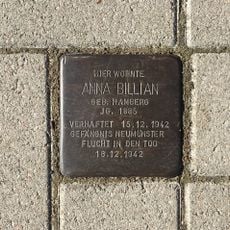 HIER WOHNTE
ANNA BILLIAN
GEB. HAMBERG
JG. 1885
VERHAFTET 15.12.1942
GEFÄNGNIS NEUMÜNSTER
FLUCHT IN DEN TOD
18.12.1942